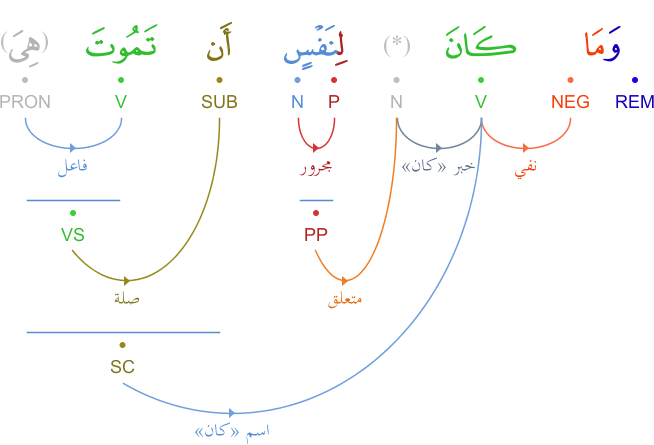 وَمَا كَانَ (*) لِنَفْسٍ أَن تَمُوتَ (هِيَ)
REM NEG V N P N SUB V PRON
نفي خبر «كان» مجرور فاعل
PP VS
متعلق صلة
SC
اسم «كان»